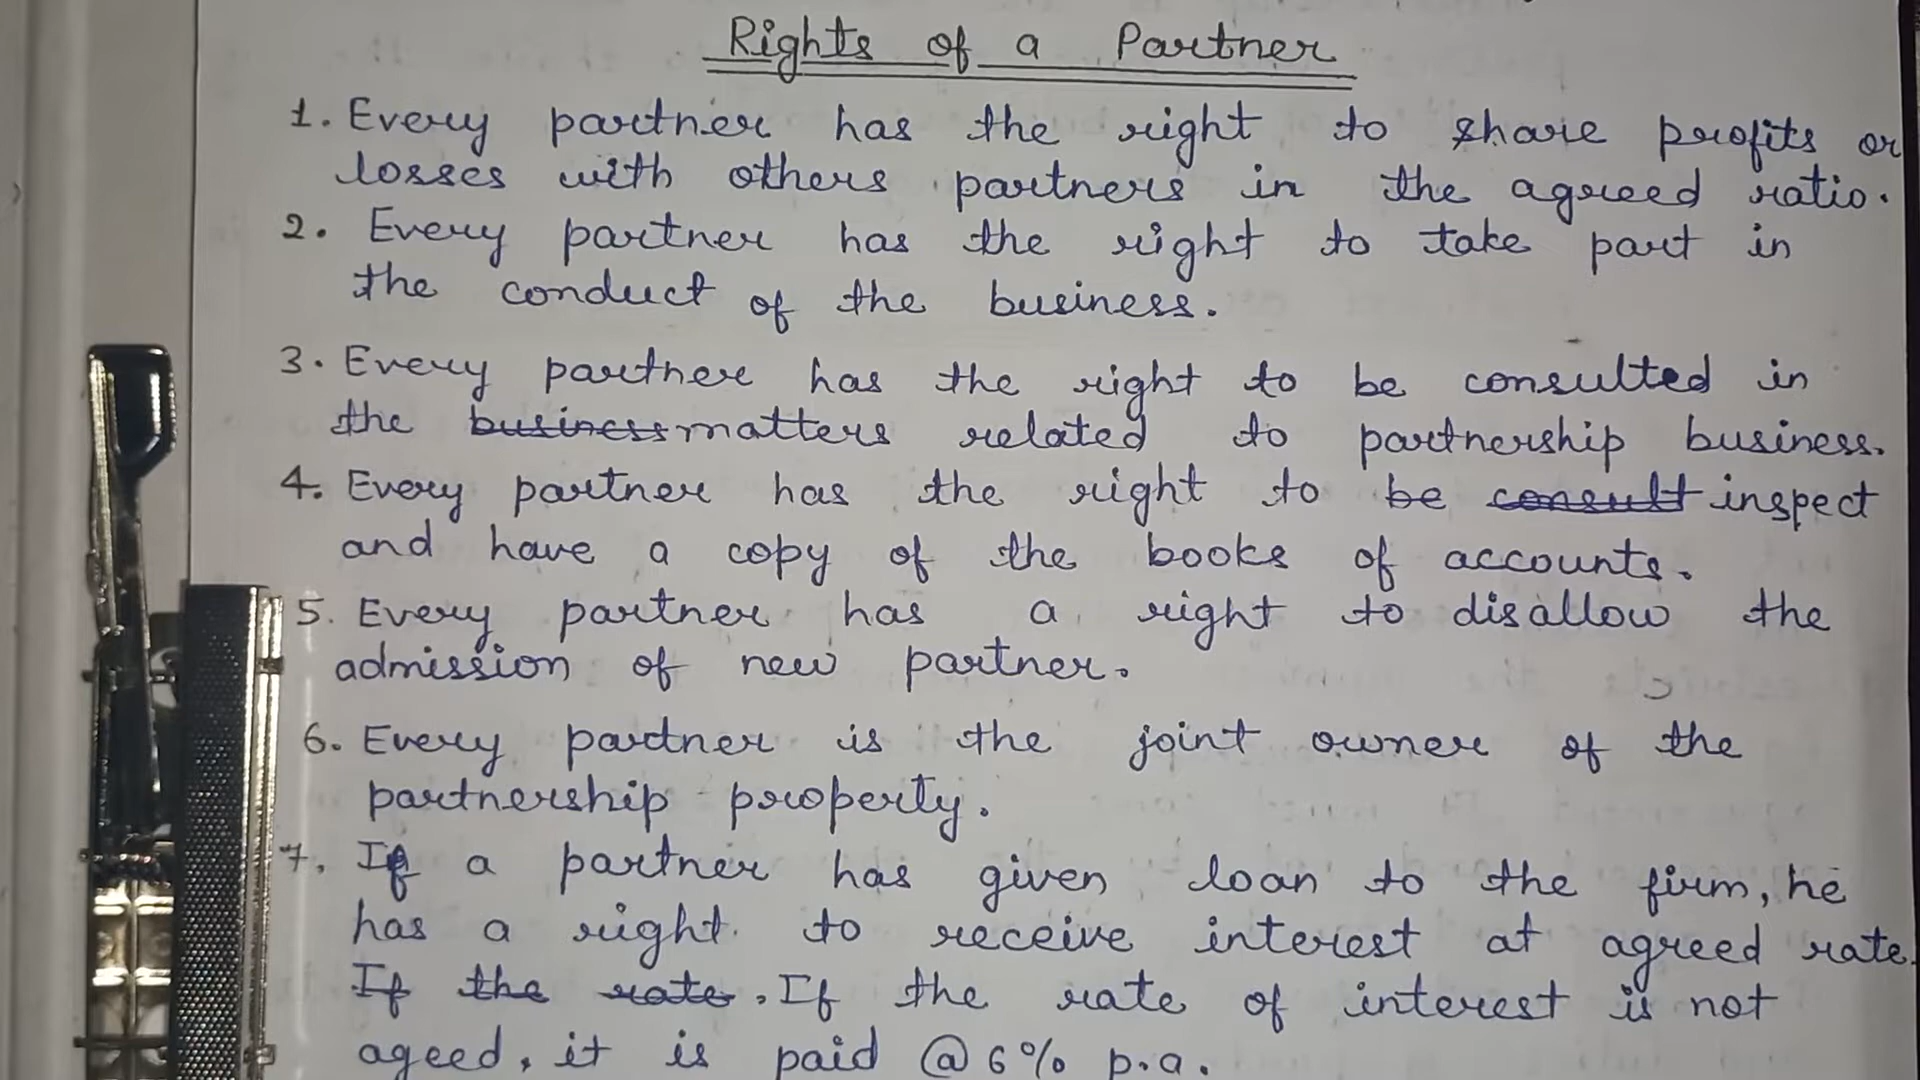 Rights of a Partner
1. Every partner has the right to share profits or
losses with others partners in the agreed ratio.
2. Every partner has the right to take part in
the conduct of the business.
3. Every partner has the right to be consulted in
the business matters related to partnership business.
4. Every partner has the right to be consult inspect
and have a copy of the books of accounts.
5. Every partner has a right to disallow the
admission of new partner.
6. Every partner is the joint owner of the
partnership property.
7. If a partner has given loan to the firm, he
has a right to receive interest at agreed rate.
If the rate. If the rate of interest is not
ageed, it is paid @ 6% p.a.